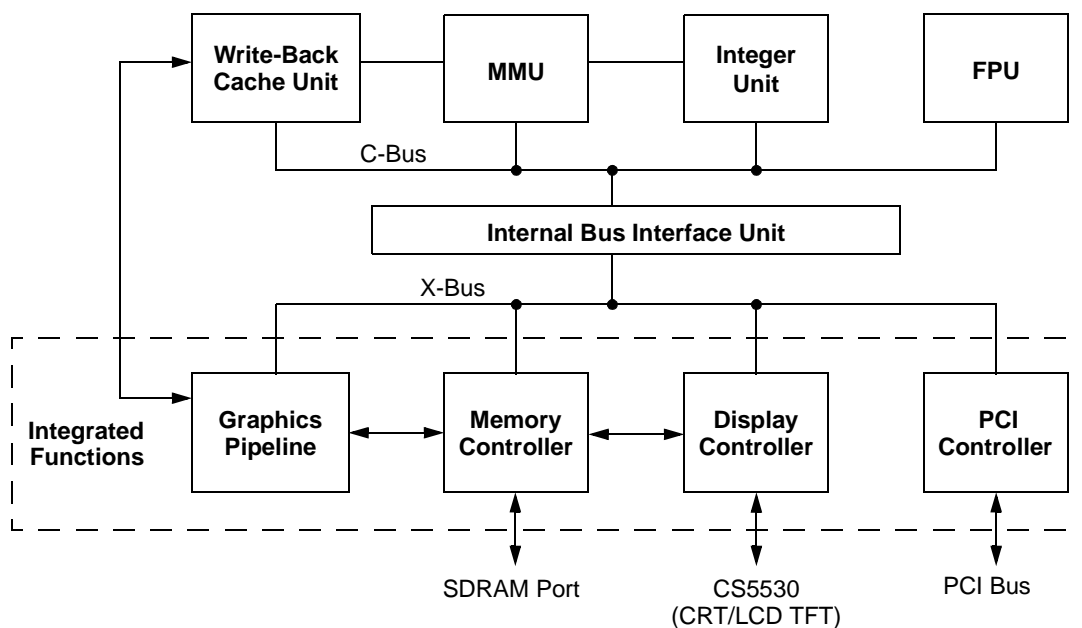 Write-Back
Cache Unit
MMU
Integer
Unit
FPU
C-Bus
Internal Bus Interface Unit
X-Bus
Integrated
Functions
Graphics
Pipeline
Memory
Controller
Display
Controller
PCI
Controller
SDRAM Port
CS5530
(CRT/LCD TFT)
PCI Bus